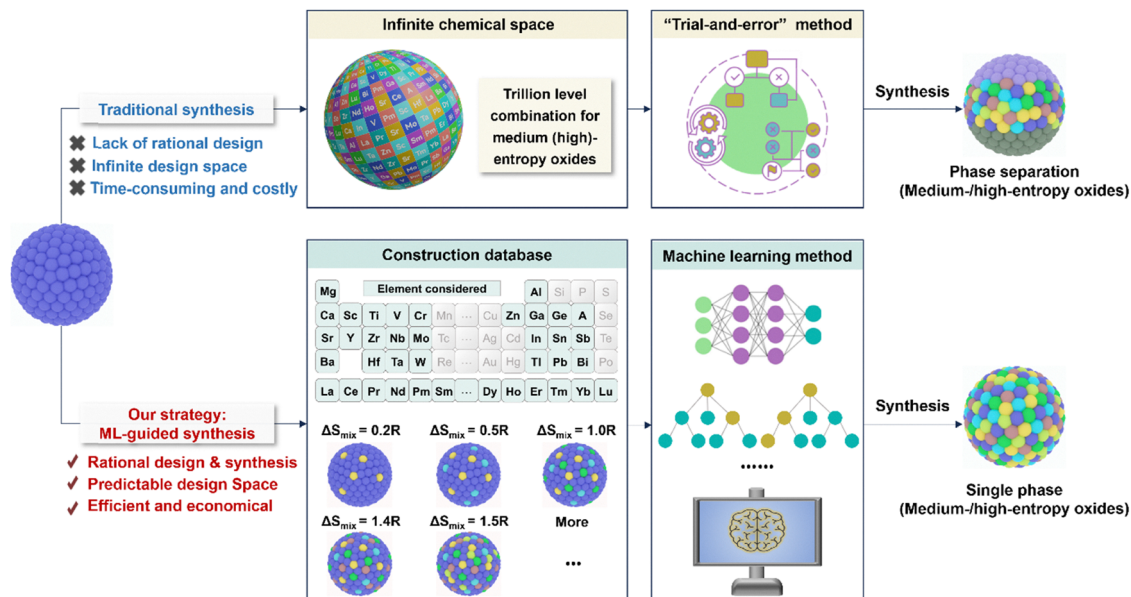 Infinite chemical space
"Trial-and-error" method
Traditional synthesis
Lack of rational design
Infinite design space
Time-consuming and costly
Trillion level
combination for
medium (high)-
entropy oxides
Synthesis
Phase separation
(Medium-/high-entropy oxides)
Construction database
Machine learning method
Element considered
Mg Al Si P S
Ca Sc Ti V Cr Mn ... Cu Zn Ga Ge A Se
Sr Y Zr Nb Mo Tc ... Ag Cd In Sn Sb Te
Ba Hf Ta W Re ... Au Hg Tl Pb Bi Po
La Ce Pr Nd Pm Sm ... Dy Ho Er Tm Yb Lu
Our strategy:
ML-guided synthesis
Rational design & synthesis
Predictable design Space
Efficient and economical
ΔSmix = 0.2R ΔSmix = 0.5R ΔSmix = 1.0R
ΔSmix = 1.4R ΔSmix = 1.5R More
...
......
Synthesis
Single phase
(Medium-/high-entropy oxides)